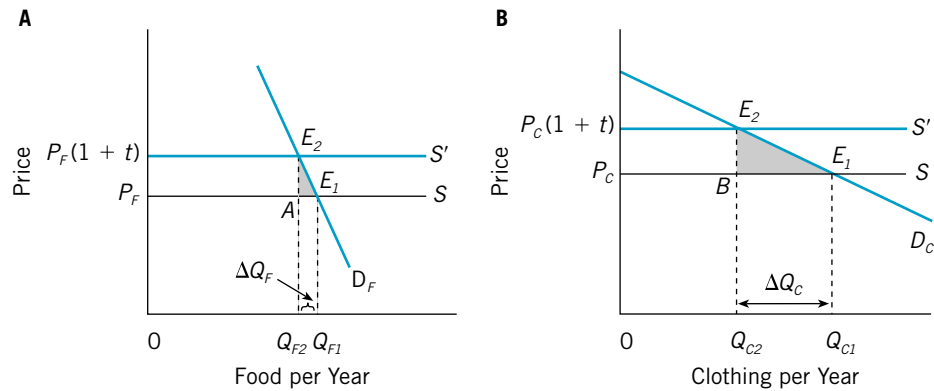 A
Price
P_F(1 + t)
E_2
S'
P_F
E_1
S
A
ΔQ_F
D_F
0
Q_F2 Q_F1
Food per Year
B
Price
P_C(1 + t)
E_2
S'
P_C
E_1
S
B
D_C
ΔQ_C
0
Q_C2
Q_C1
Clothing per Year